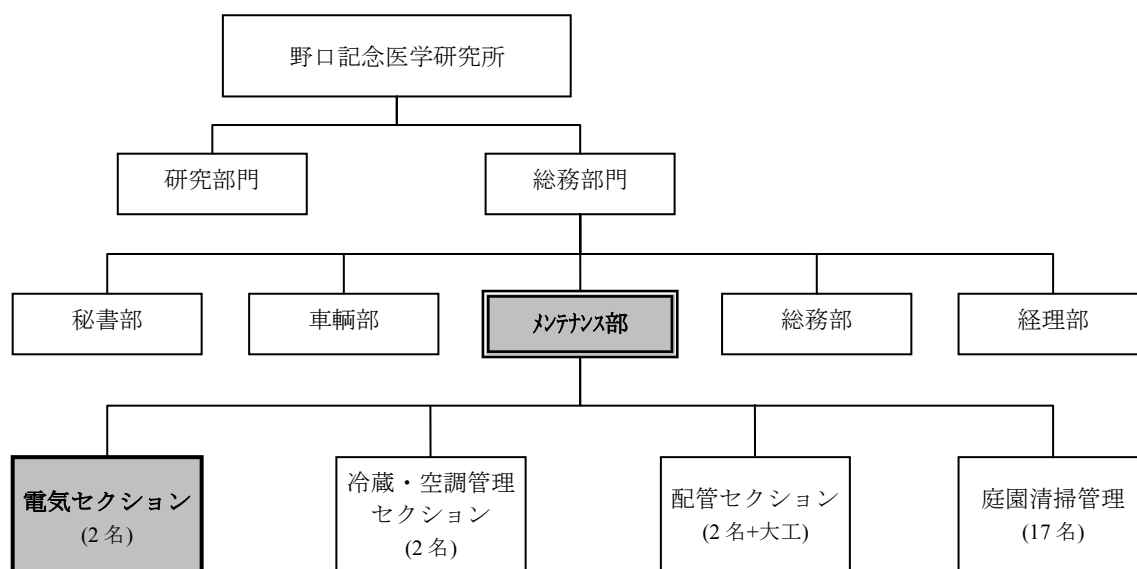 野口記念医学研究所
研究部門
総務部門
秘書部
車輌部
ﾒﾝﾃﾅﾝｽ部
総務部
経理部
電気セクション
(2 名)
冷蔵・空調管理
セクション
(2 名)
配管セクション
(2 名+大工)
庭園清掃管理
(17 名)